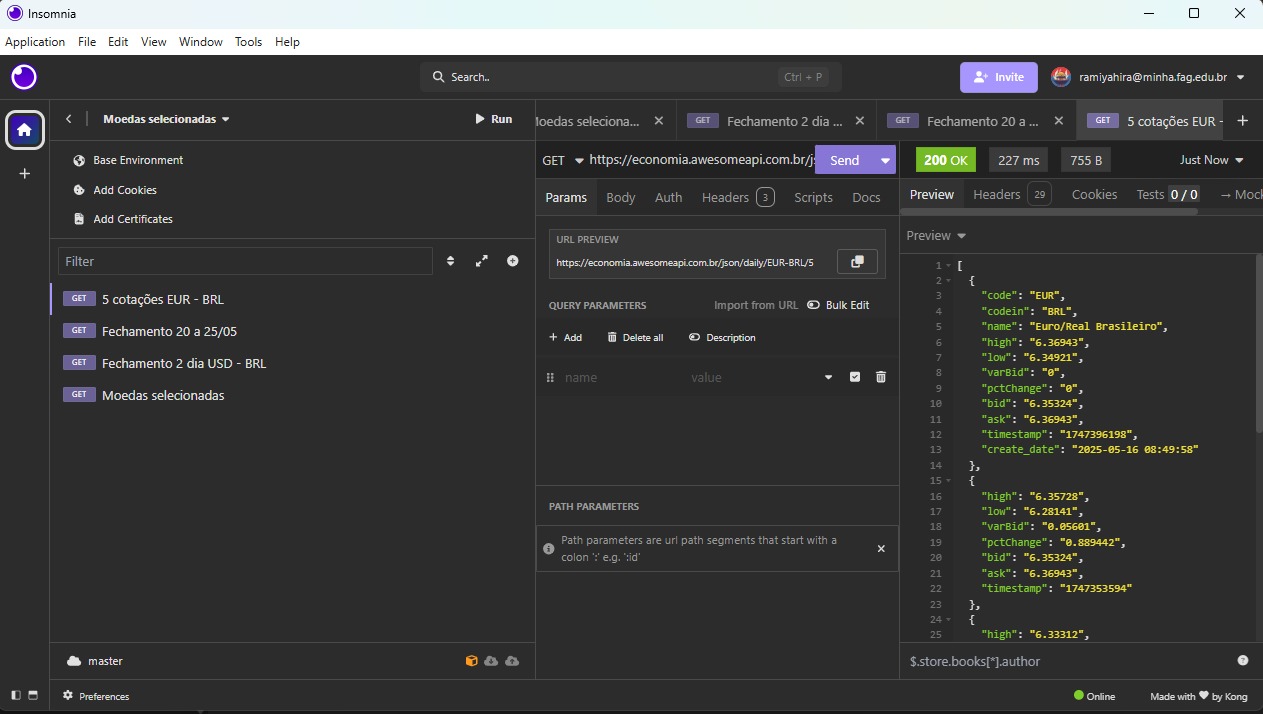 Insomnia
Application File Edit View Window Tools Help
Search.. Ctrl + P
Invite
ramiyahira@minha.fag.edu.br
Moedas selecionadas
Run
Base Environment
Add Cookies
Add Certificates
Filter
GET 5 cotações EUR - BRL
GET Fechamento 20 a 25/05
GET Fechamento 2 dia USD - BRL
GET Moedas selecionadas
master
Preferences
Moedas seleciona...
GET Fechamento 2 dia ...
GET Fechamento 20 a ...
GET 5 cotações EUR -
GET https://economia.awesomeapi.com.br/js Send
Params Body Auth Headers 3 Scripts Docs
URL PREVIEW
https://economia.awesomeapi.com.br/json/daily/EUR-BRL/5
QUERY PARAMETERS Import from URL Bulk Edit
Add Delete all Description
name value
PATH PARAMETERS
Path parameters are url path segments that start with a
colon ':' e.g. ':id'
200 OK 227 ms 755 B Just Now
Preview Headers 29 Cookies Tests 0 / 0 → Mock
Preview
1 [
2 {
3 "code": "EUR",
4 "codein": "BRL",
5 "name": "Euro/Real Brasileiro",
6 "high": "6.36943",
7 "low": "6.34921",
8 "varBid": "0",
9 "pctChange": "0",
10 "bid": "6.35324",
11 "ask": "6.36943",
12 "timestamp": "1747396198",
13 "create_date": "2025-05-16 08:49:58"
14 },
15 {
16 "high": "6.35728",
17 "low": "6.28141",
18 "varBid": "0.05601",
19 "pctChange": "0.889442",
20 "bid": "6.35324",
21 "ask": "6.36943",
22 "timestamp": "1747353594"
23 },
24 {
25 "high": "6.33312",
$.store.books[*].author
Online
Made with ♥ by Kong